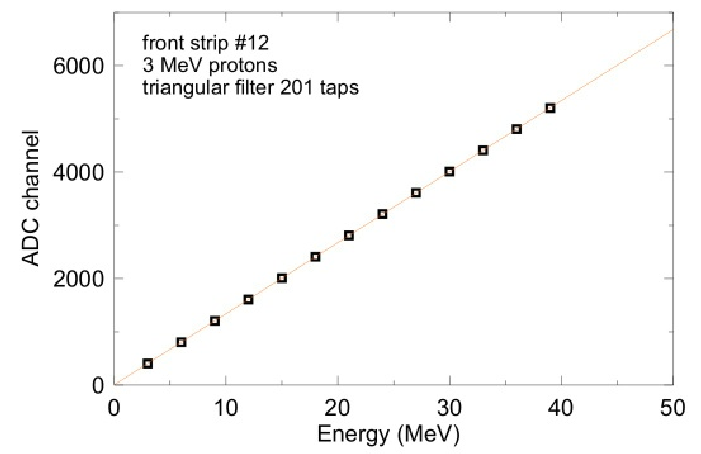 front strip #12
3 MeV protons
triangular filter 201 taps
6000
4000
2000
0
ADC channel
0 10 20 30 40 50
Energy (MeV)